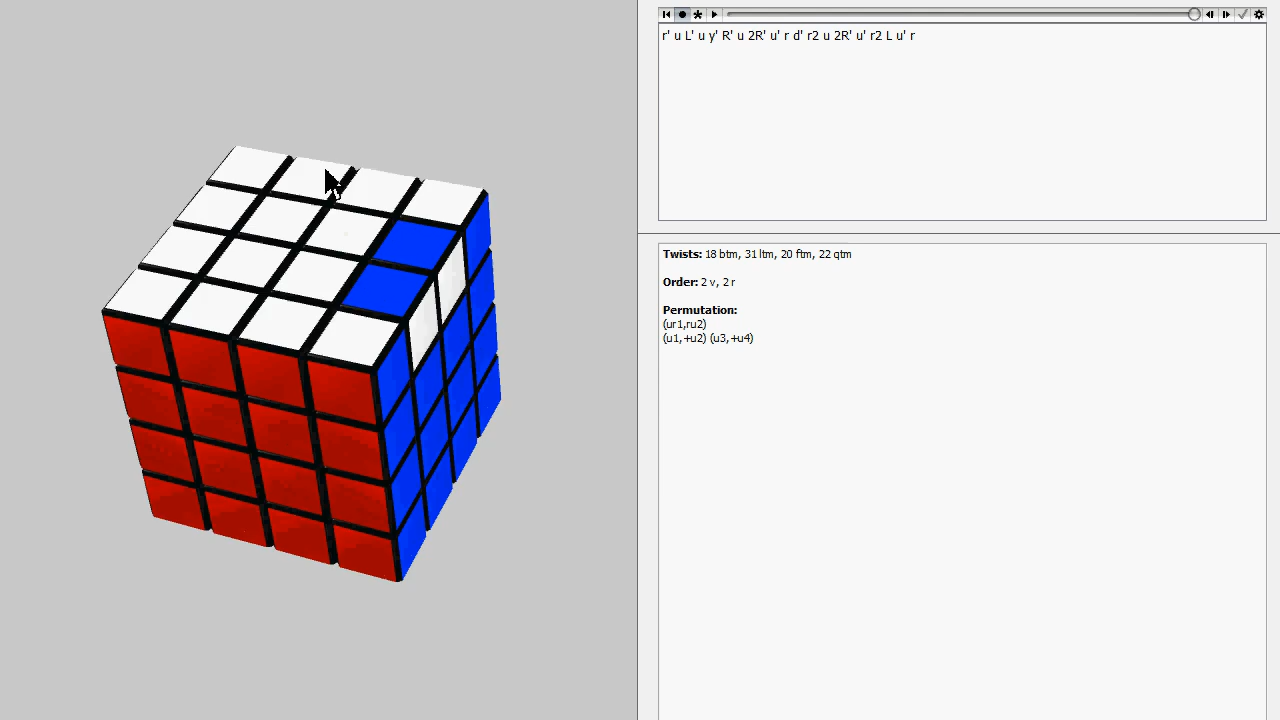 r' u L' u y' R' u 2R' u' r d' r2 u 2R' u' r2 L u' r
Twists: 18 btm, 31 ltm, 20 ftm, 22 qtm
Order: 2 v, 2 r
Permutation:
(ur1,ru2)
(u1,+u2) (u3,+u4)